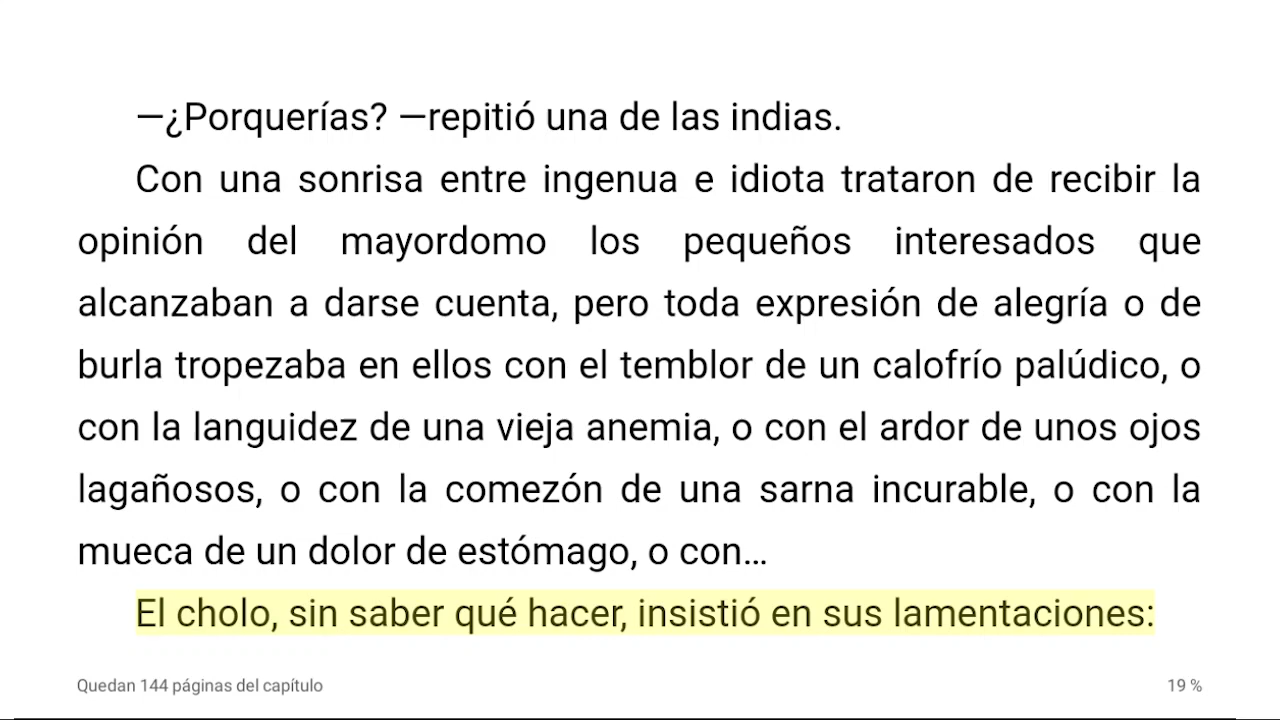 —¿Porquerías? —repitió una de las indias.
Con una sonrisa entre ingenua e idiota trataron de recibir la
opinión del mayordomo los pequeños interesados que
alcanzaban a darse cuenta, pero toda expresión de alegría o de
burla tropezaba en ellos con el temblor de un calofrío palúdico, o
con la languidez de una vieja anemia, o con el ardor de unos ojos
lagañosos, o con la comezón de una sarna incurable, o con la
mueca de un dolor de estómago, o con…
El cholo, sin saber qué hacer, insistió en sus lamentaciones:
Quedan 144 páginas del capítulo
19 %